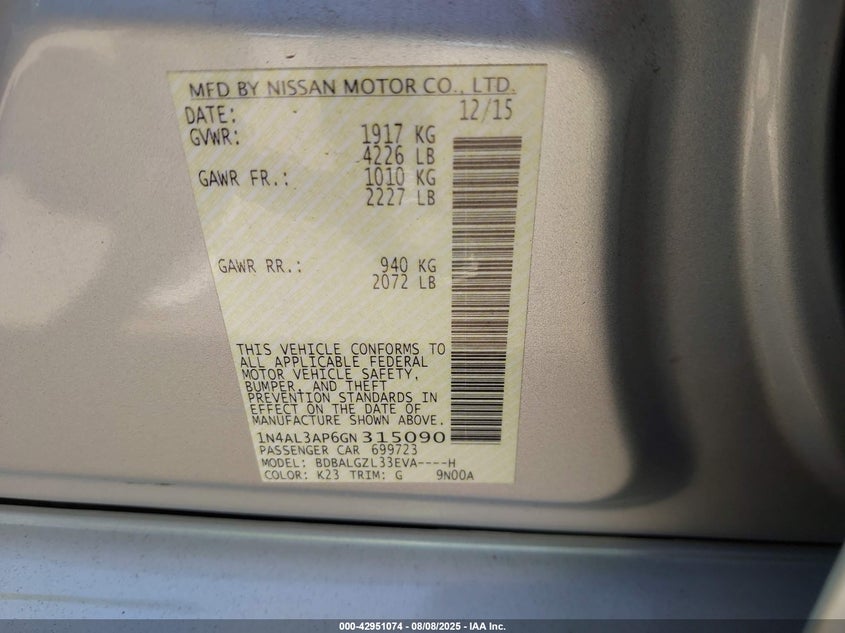 MFD BY NISSAN MOTOR CO., LTD.
DATE: 12/15
GVWR: 1917 KG
4226 LB
GAWR FR.: 1010 KG
2227 LB
GAWR RR.: 940 KG
2072 LB
THIS VEHICLE CONFORMS TO
ALL APPLICABLE FEDERAL
MOTOR VEHICLE SAFETY,
BUMPER, AND THEFT
PREVENTION STANDARDS IN
EFFECT ON THE DATE OF
MANUFACTURE SHOWN ABOVE.
1N4AL3AP6GN 315090
PASSENGER CAR 699723
MODEL: BDBALGZL33EVA----H
COLOR: K23 TRIM: G 9N00A
000-42951074 - 08/08/2025 - IAA Inc.